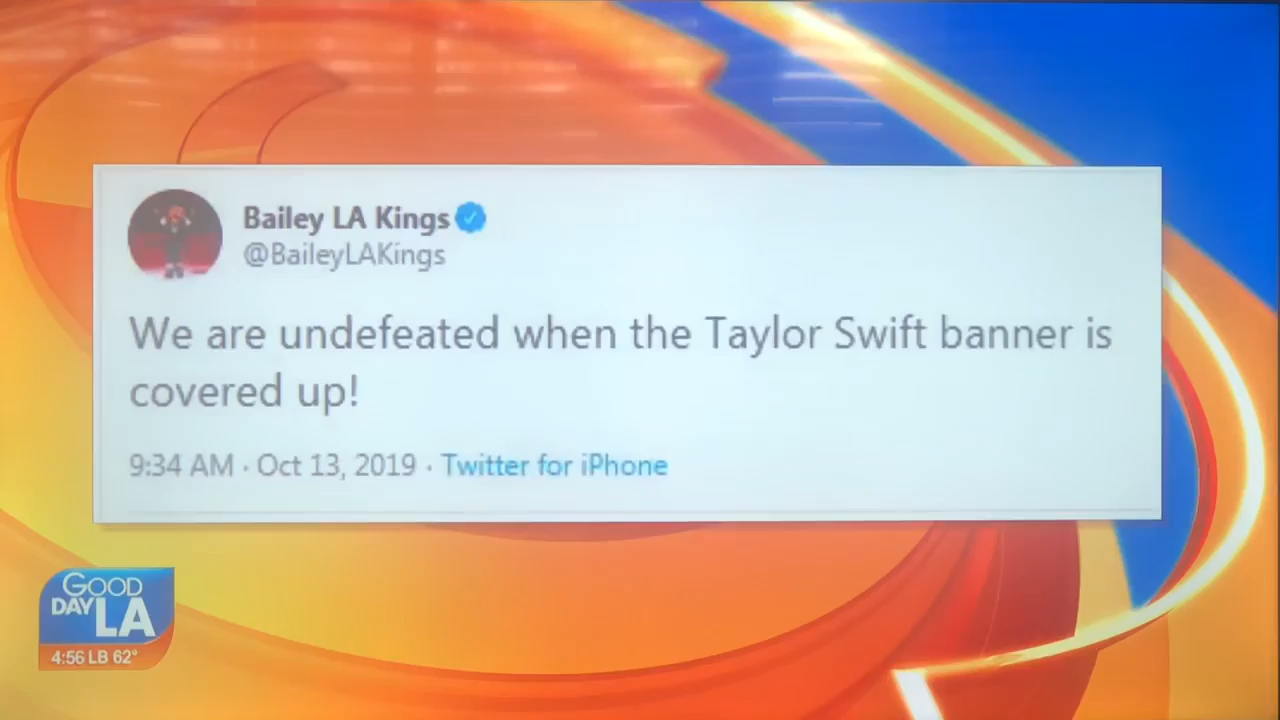 Bailey LA Kings
@BaileyLAKings
We are undefeated when the Taylor Swift banner is
covered up!
9:34 AM · Oct 13, 2019 · Twitter for iPhone
GOOD
DAY LA
4:56 LB 62°